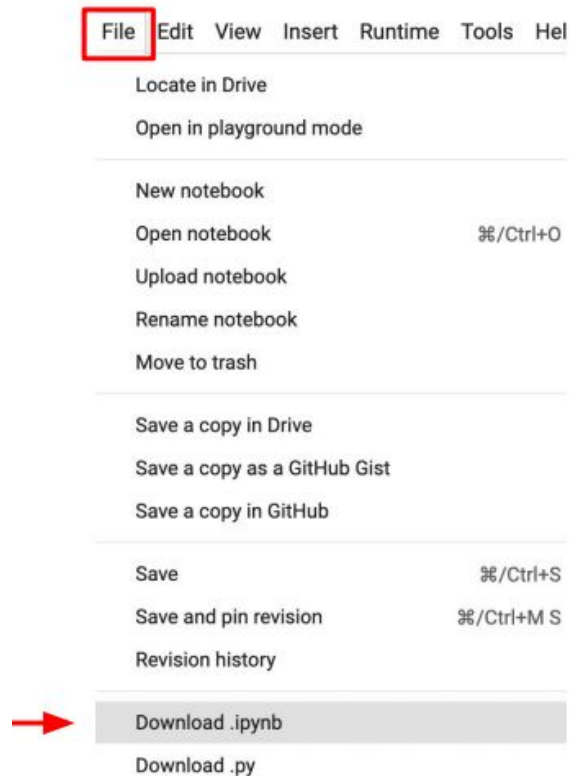 File Edit View Insert Runtime Tools Hel
Locate in Drive
Open in playground mode
New notebook
Open notebook ⌘/Ctrl+O
Upload notebook
Rename notebook
Move to trash
Save a copy in Drive
Save a copy as a GitHub Gist
Save a copy in GitHub
Save ⌘/Ctrl+S
Save and pin revision ⌘/Ctrl+M S
Revision history
Download .ipynb
Download .py